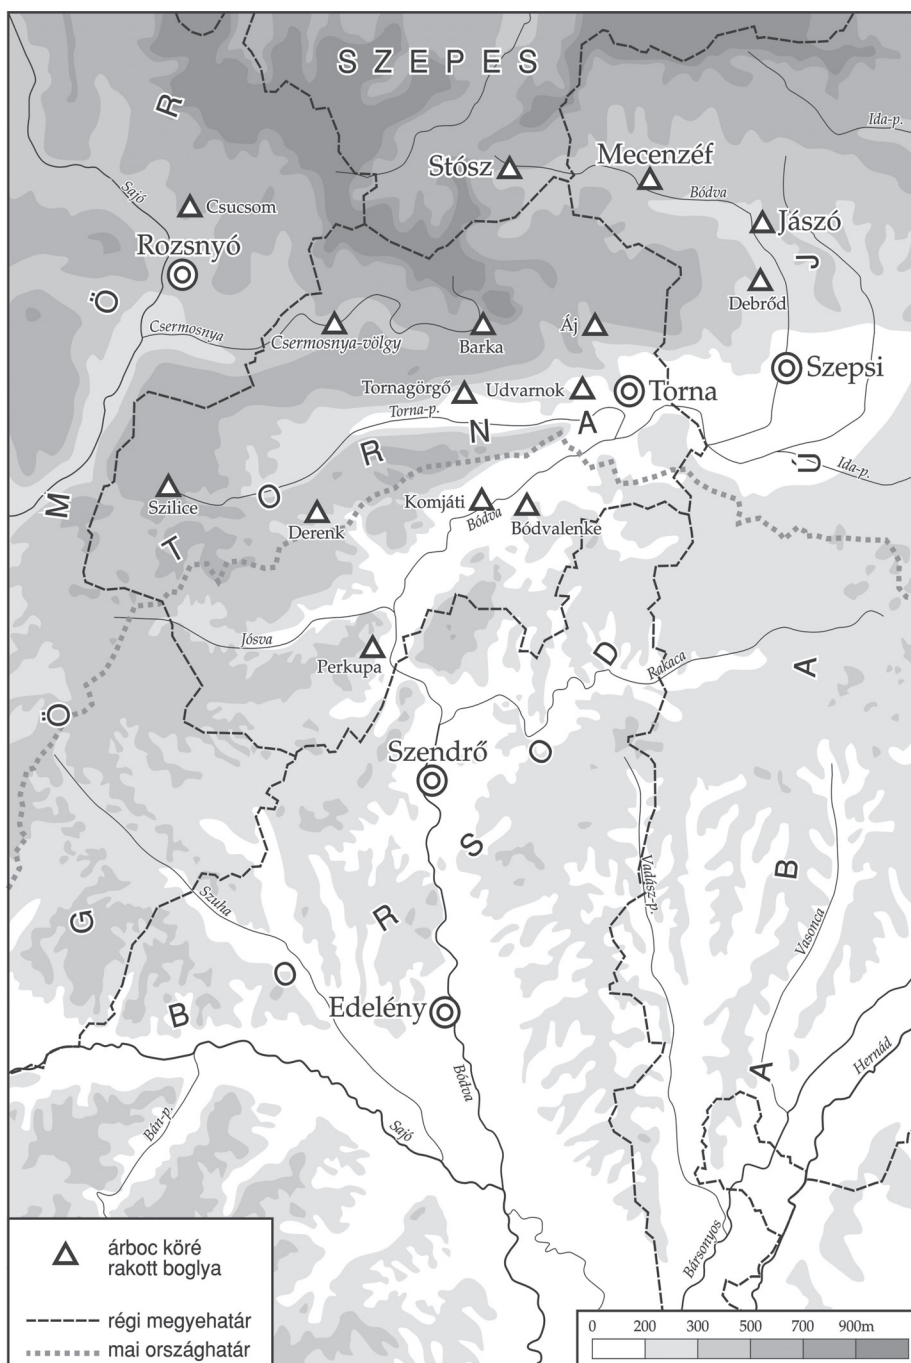 SZEPES
R
Ida-p.
Stósz
Mecenzéf
Sajó
Bódva
Csucsom
Jászó
Rozsnyó
J
Ö
Debrőd
Csermosnya
Csermosnya-völgy
Barka
Áj
Szepsi
Tornagörgő
Udvarnok
Torna
Torna-p.
A
N
R
Ú
Ida-p.
O
M
Szilice
Komjáti
Derenk
Bódva
Bódvalenke
T
Jósva
D
Perkupa
Rakaca
A
Ö
Szendrő
O
S
Vadász-p.
B
Szuha
R
G
Vasonca
O
Edelény
B
Hernád
A
Bódva
Bán-p.
Sajó
Bársonyos
árboc köré
rakott boglya
régi megyehatár
mai országhatár
0 200 300 500 700 900m